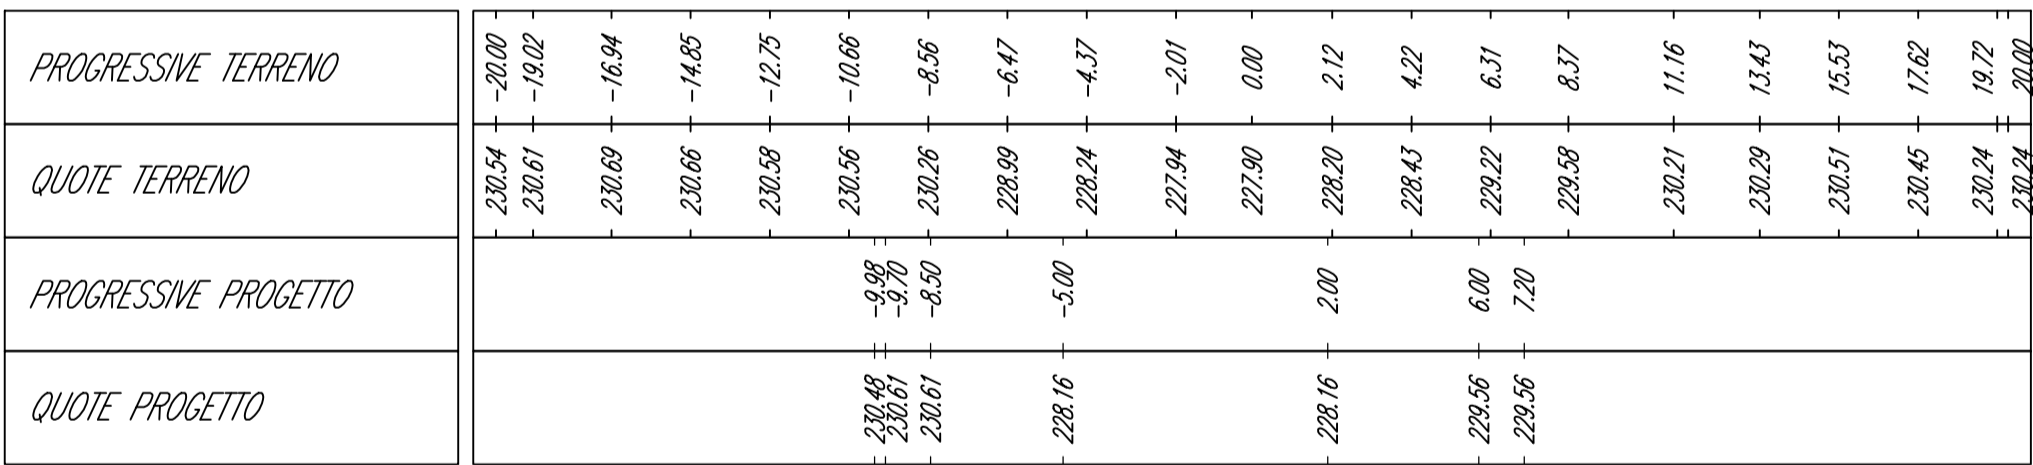 PROGRESSIVE TERRENO
-20.00 -19.02 -16.94 -14.85 -12.75 -10.66 -8.56 -6.47 -4.37 -2.01 0.00 2.12 4.22 6.31 8.37 11.16 13.43 15.53 17.62 19.72 20.00
QUOTE TERRENO
230.54 230.61 230.69 230.66 230.58 230.56 230.26 228.99 228.24 227.94 227.90 228.20 228.43 229.22 229.58 230.21 230.29 230.51 230.45 230.24 230.24
PROGRESSIVE PROGETTO
-9.98 -9.70 -8.50 -5.00 2.00 6.00 7.20
QUOTE PROGETTO
230.48 230.61 230.61 228.16 228.16 229.56 229.56